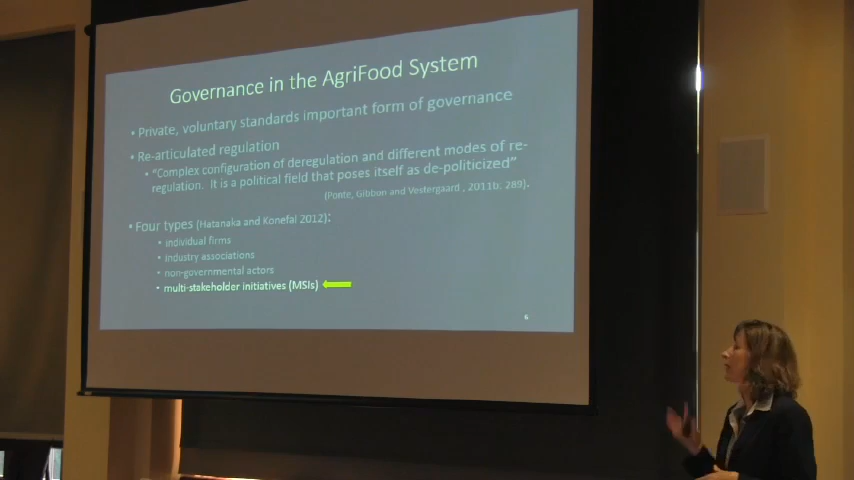 Governance in the AgriFood System
• Private, voluntary standards important form of governance
• Re-articulated regulation
• "Complex configuration of deregulation and different modes of re-
regulation. It is a political field that poses itself as de-politicized"
(Ponte, Gibbon and Vestergaard , 2011b; 289).
• Four types (Hatanaka and Konefal 2012):
• individual firms
• industry associations
• non-governmental actors
• multi-stakeholder initiatives (MSIs)
6